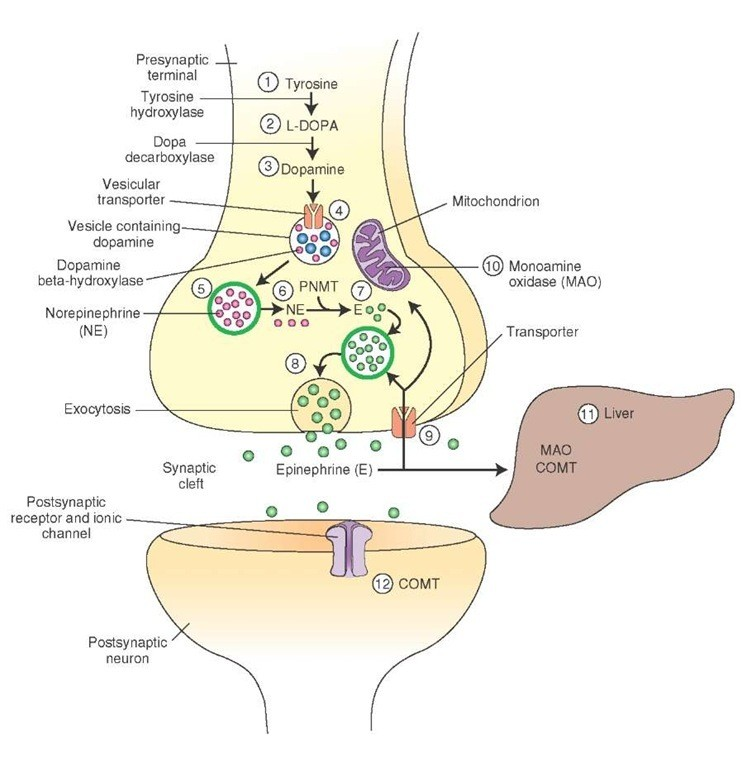 Presynaptic
terminal
1 Tyrosine
Tyrosine
hydroxylase
2 L-DOPA
Dopa
decarboxylase
3 Dopamine
Vesicular
transporter
4
Mitochondrion
Vesicle containing
dopamine
Dopamine
beta-hydroxylase
10 Monoamine
oxidase (MAO)
5
6
PNMT
7
NE
E
Norepinephrine
(NE)
Transporter
8
Exocytosis
9
11 Liver
MAO
COMT
Synaptic
cleft
Epinephrine (E)
Postsynaptic
receptor and ionic
channel
12 COMT
Postsynaptic
neuron